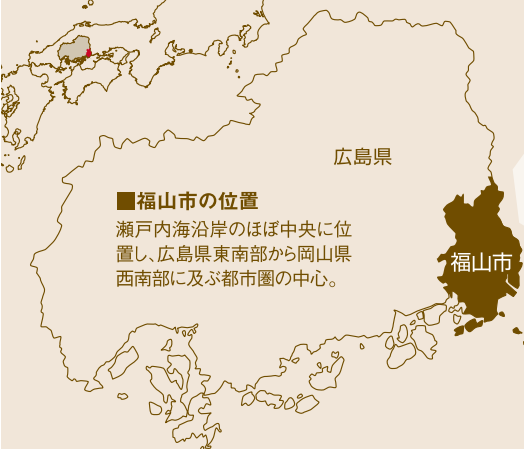 広島県
■福山市の位置
瀬戸内海沿岸のほぼ中央に位
置し、広島県東南部から岡山県
西南部に及ぶ都市圏の中心。
福山市